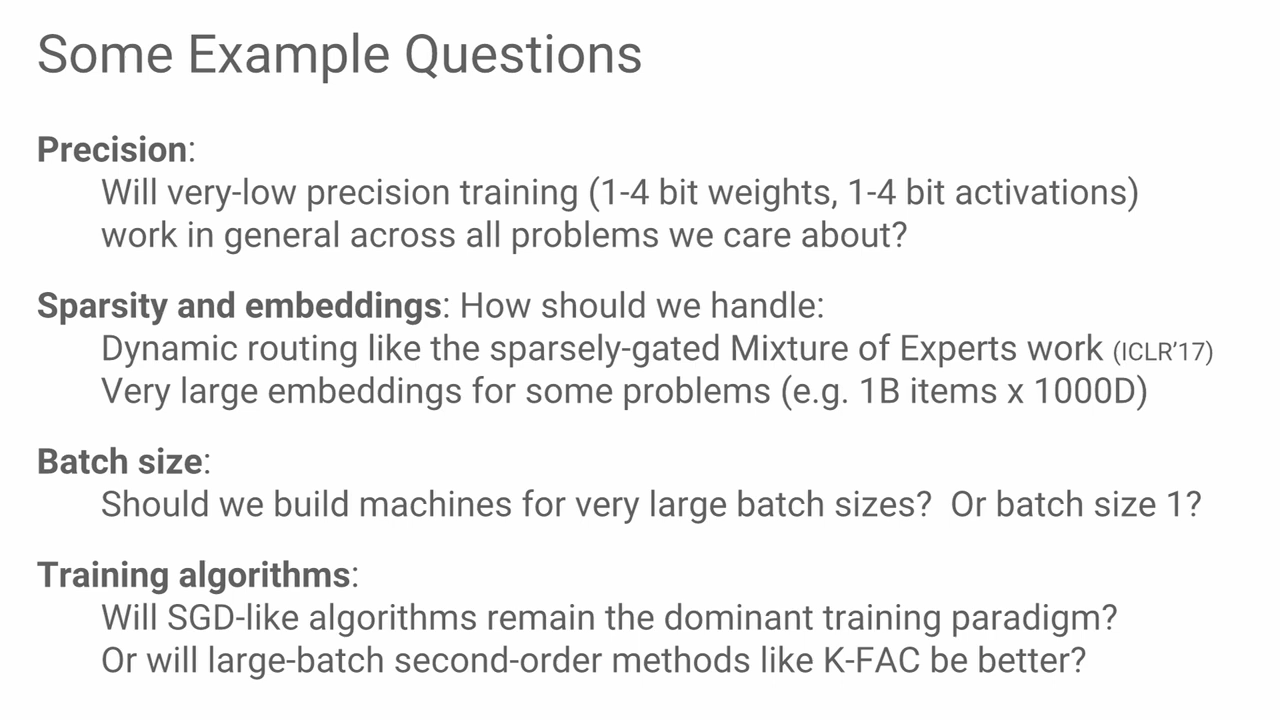 Some Example Questions
Precision:
Will very-low precision training (1-4 bit weights, 1-4 bit activations)
work in general across all problems we care about?
Sparsity and embeddings: How should we handle:
Dynamic routing like the sparsely-gated Mixture of Experts work (ICLR'17)
Very large embeddings for some problems (e.g. 1B items x 1000D)
Batch size:
Should we build machines for very large batch sizes?  Or batch size 1?
Training algorithms:
Will SGD-like algorithms remain the dominant training paradigm?
Or will large-batch second-order methods like K-FAC be better?